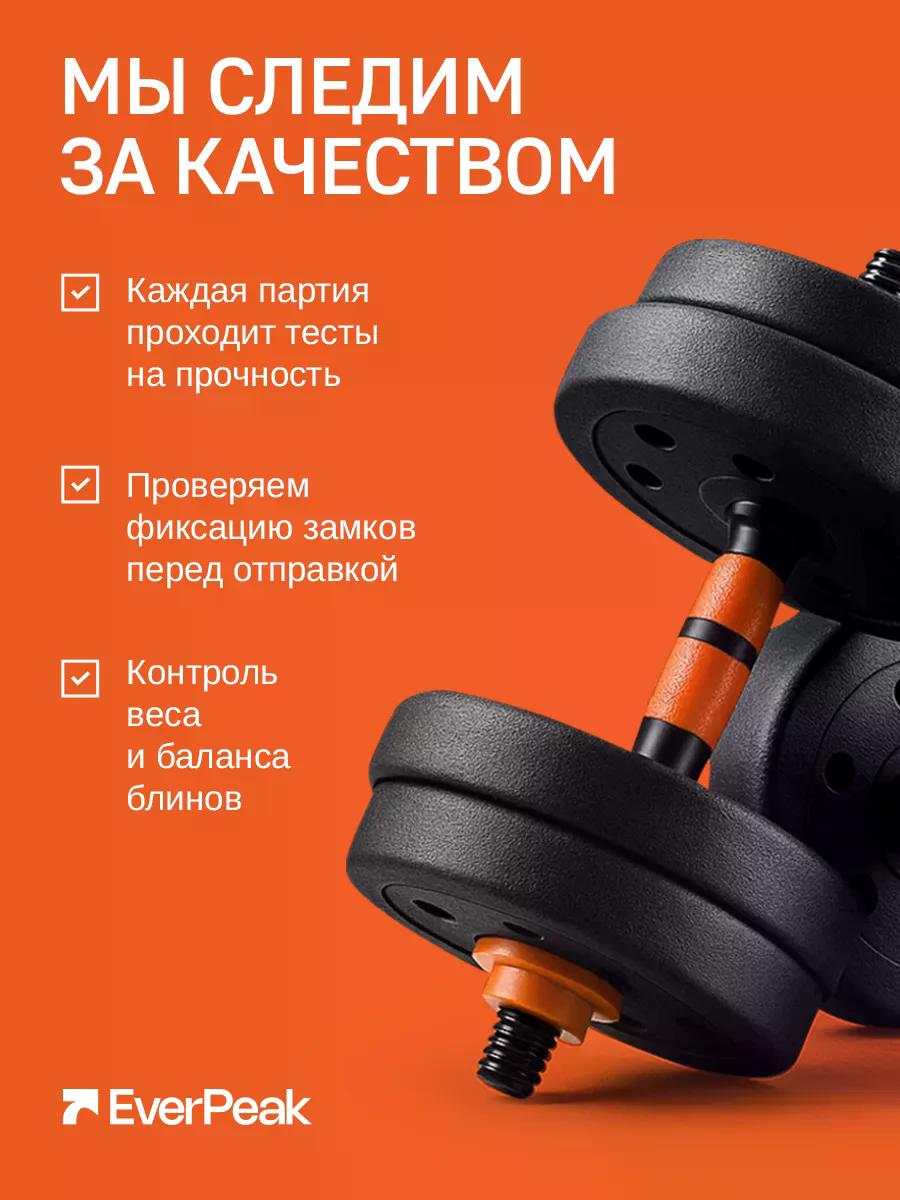 МЫ СЛЕДИМ
ЗА КАЧЕСТВОМ
Каждая партия
проходит тесты
на прочность
Проверяем
фиксацию замков
перед отправкой
Контроль
веса
и баланса
блинов
EverPeak